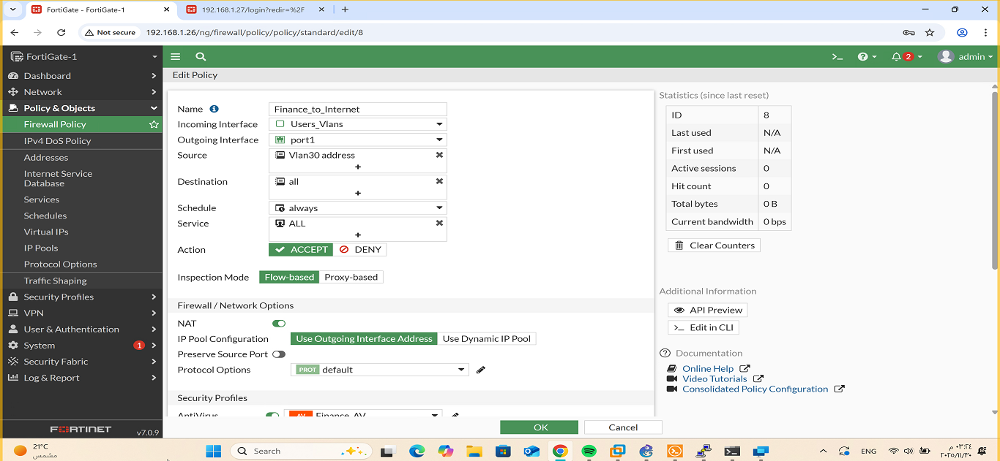 FortiGate - FortiGate-1
192.168.1.27/login?redir=%2F
Not secure
192.168.1.26/ng/firewall/policy/policy/standard/edit/8
FortiGate-1
Dashboard
Network
Policy & Objects
Firewall Policy
IPv4 DoS Policy
Addresses
Internet Service
Database
Services
Schedules
Virtual IPs
IP Pools
Protocol Options
Traffic Shaping
Security Profiles
VPN
User & Authentication
System 1
Security Fabric
Log & Report
FORTINET v7.0.9
>_ ? 2 admin
Edit Policy
Name Finance_to_Internet
Incoming Interface Users_Vlans
Outgoing Interface port1
Source Vlan30 address
+
Destination all
+
Schedule always
Service ALL
+
Action ACCEPT DENY
Inspection Mode Flow-based Proxy-based
Firewall / Network Options
NAT
IP Pool Configuration Use Outgoing Interface Address Use Dynamic IP Pool
Preserve Source Port
Protocol Options PROT default
Security Profiles
AntiVirus AV Finance_AV
OK Cancel
Statistics (since last reset)
ID 8
Last used N/A
First used N/A
Active sessions 0
Hit count 0
Total bytes 0 B
Current bandwidth 0 bps
Clear Counters
Additional Information
API Preview
>_ Edit in CLI
Documentation
Online Help
Video Tutorials
Consolidated Policy Configuration
21°C
مشمس
Search
ENG
٠٣:٢٤ م
٢٠٢٥/١١/٣٠